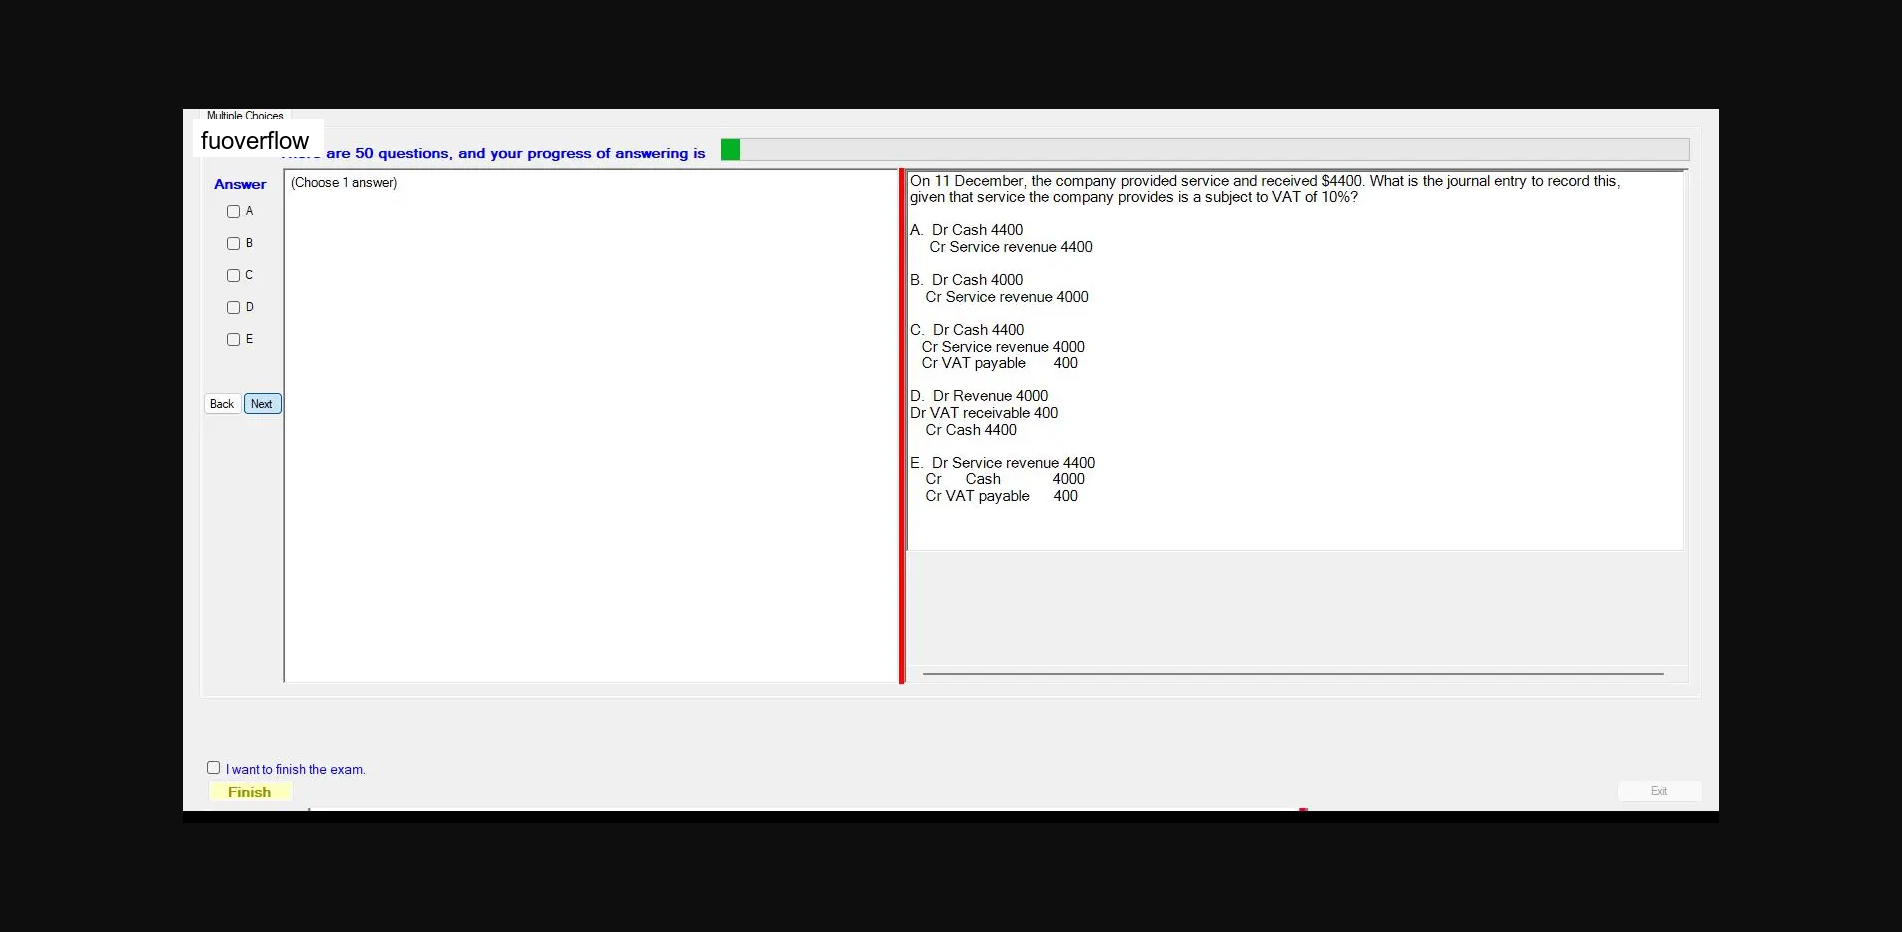 Multiple Choices
fuoverflow
are 50 questions, and your progress of answering is
Answer
(Choose 1 answer)
A
B
C
D
E
Back
Next
On 11 December, the company provided service and received $4400. What is the journal entry to record this,
given that service the company provides is a subject to VAT of 10%?
A. Dr Cash 4400
Cr Service revenue 4400
B. Dr Cash 4000
Cr Service revenue 4000
C. Dr Cash 4400
Cr Service revenue 4000
Cr VAT payable 400
D. Dr Revenue 4000
Dr VAT receivable 400
Cr Cash 4400
E. Dr Service revenue 4400
Cr Cash 4000
Cr VAT payable 400
I want to finish the exam.
Finish
Exit